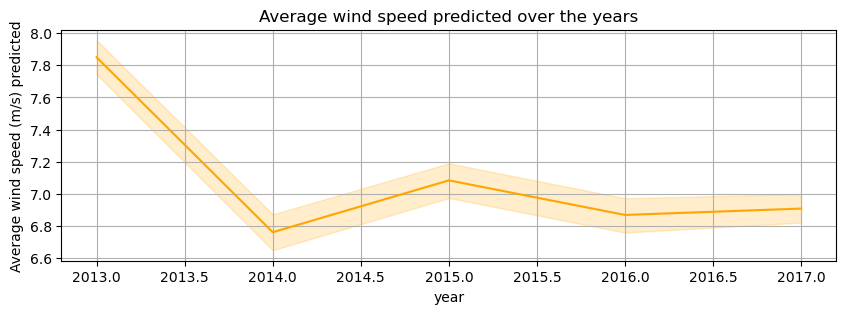 Average wind speed predicted over the years
Average wind speed (m/s) predicted
8.0
7.8
7.6
7.4
7.2
7.0
6.8
6.6
2013.0 2013.5 2014.0 2014.5 2015.0 2015.5 2016.0 2016.5 2017.0
year